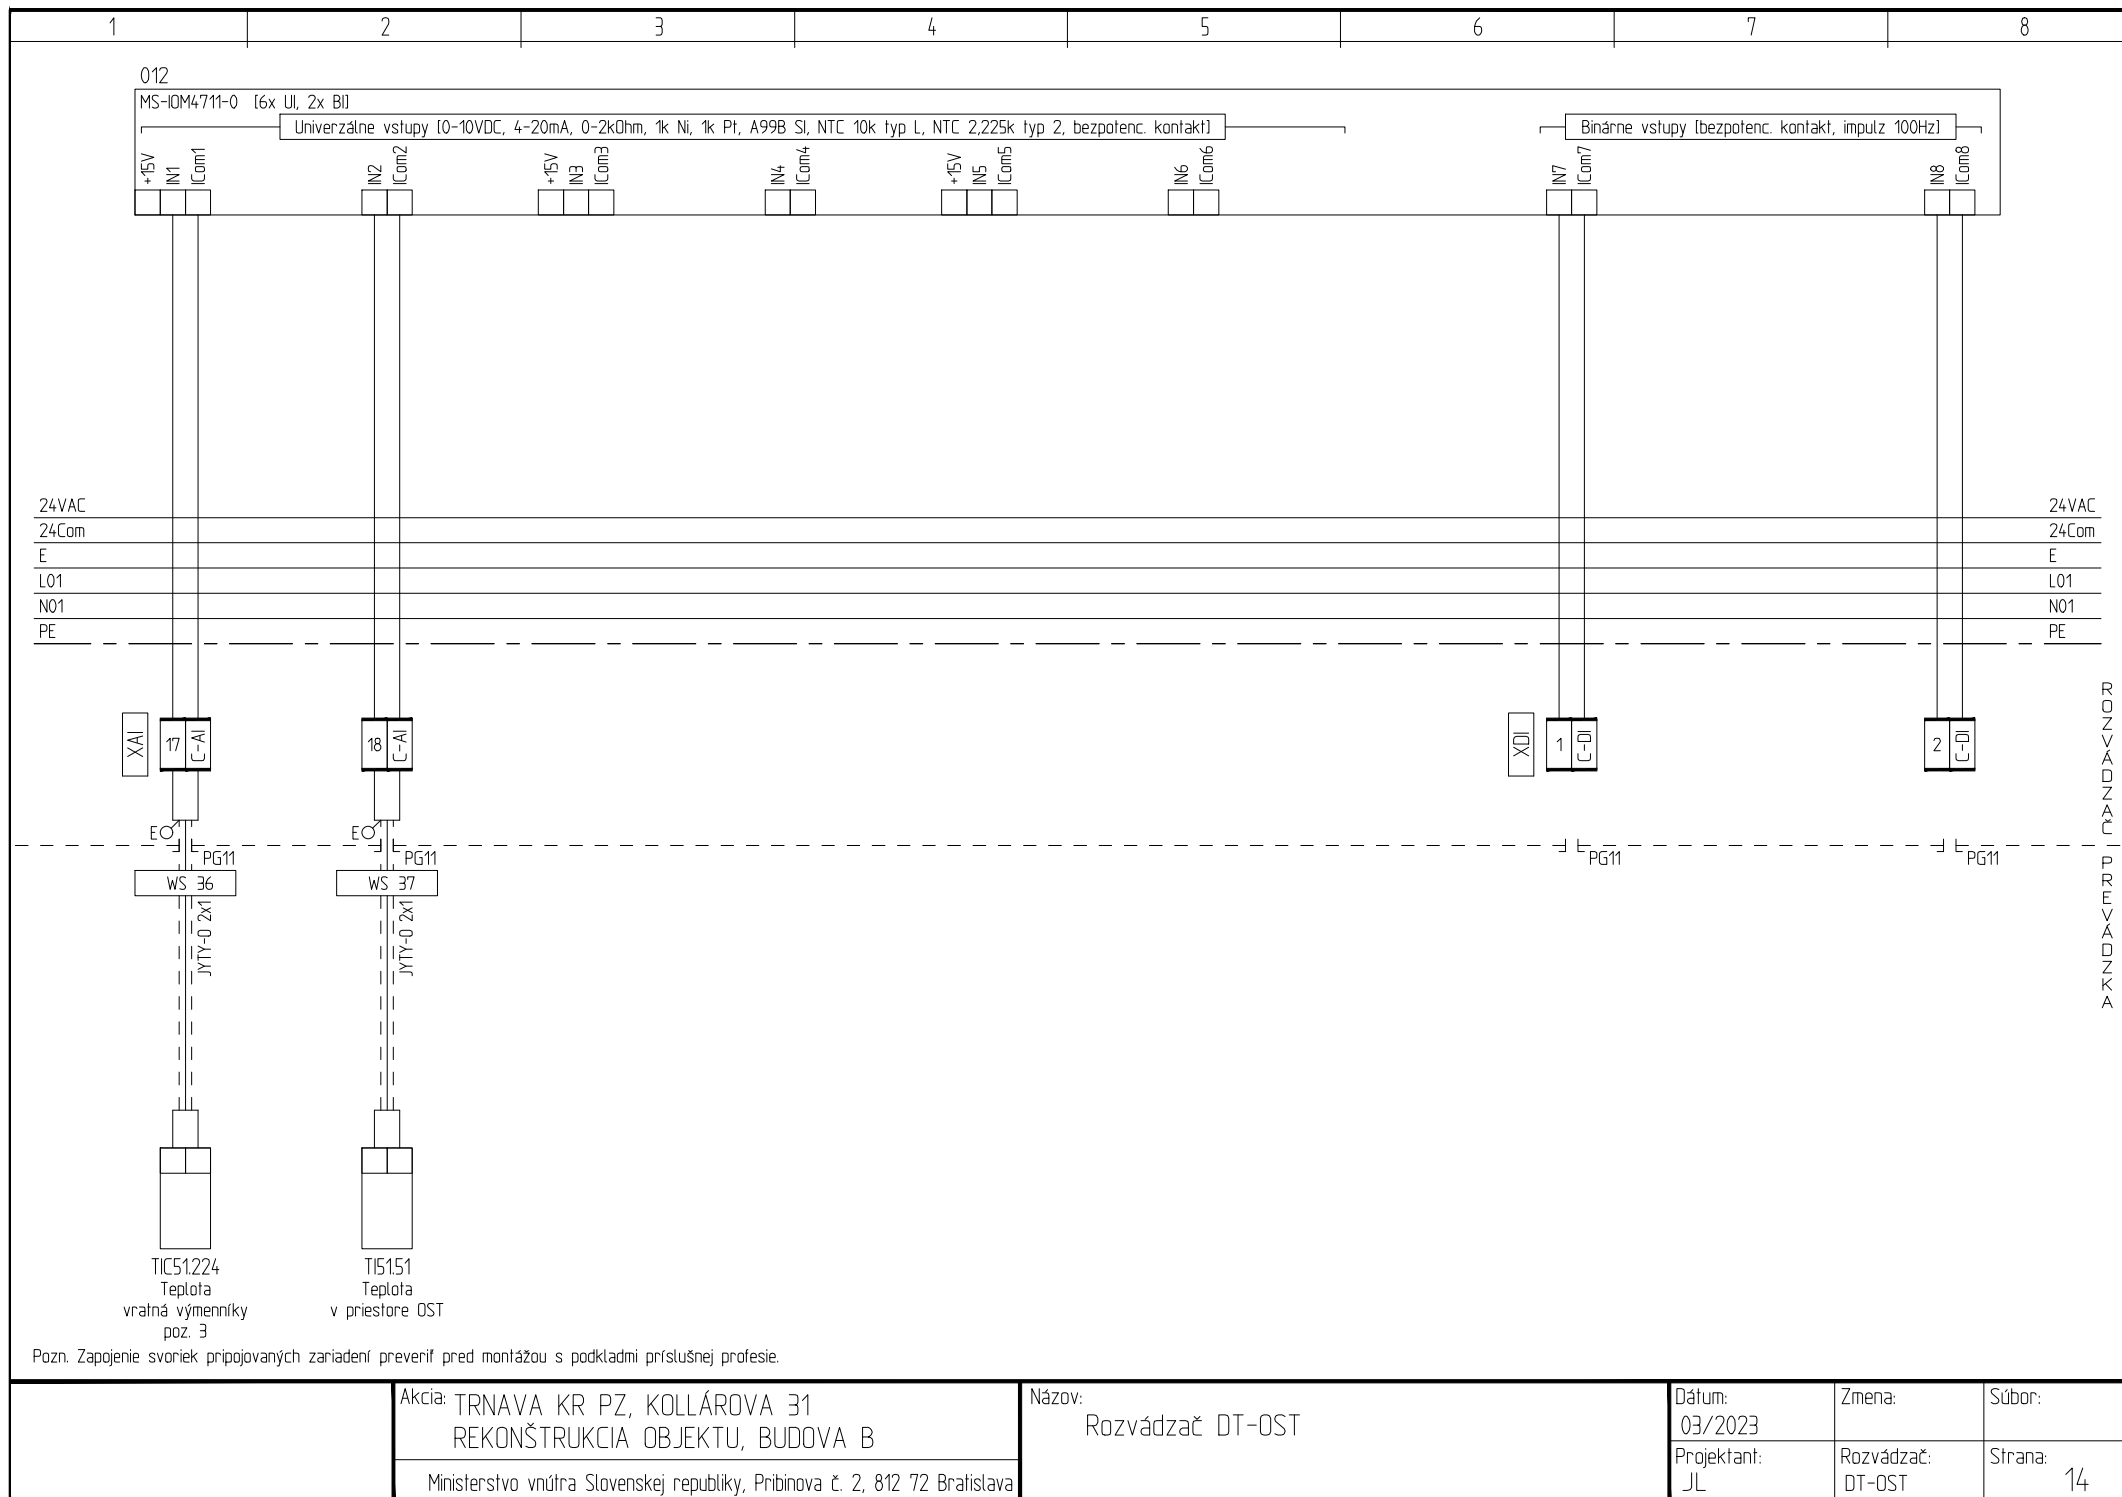 1 2 3 4 5 6 7 8
012
MS-IOM4711-0 [6x UI, 2x BI]
Univerzálne vstupy [0-10VDC, 4-20mA, 0-2kOhm, 1k Ni, 1k Pt, A99B SI, NTC 10k typ L, NTC 2,225k typ 2, bezpotenc. kontakt]
Binárne vstupy [bezpotenc. kontakt, impulz 100Hz]
+15V IN1 ICom1 IN2 ICom2 +15V IN3 ICom3 IN4 ICom4 +15V IN5 ICom5 IN6 ICom6 IN7 ICom7 IN8 ICom8
24VAC 24VAC
24Com 24Com
E E
L01 L01
N01 N01
PE PE
XAI 17 C-AI 18 C-AI XDI 1 C-DI 2 C-DI
ROZVÁDZAČ
E E
PG11 PG11 PG11 PG11
WS 36 WS 37
JYTY-O 2x1 JYTY-O 2x1
PREVÁDZKA
TIC51.224
Teplota
vratná výmenníky
poz. 3
TI51.51
Teplota
v priestore OST
Pozn. Zapojenie svoriek pripojovaných zariadení preveriť pred montážou s podkladmi príslušnej profesie.
Akcia: TRNAVA KR PZ, KOLLÁROVA 31
REKONŠTRUKCIA OBJEKTU, BUDOVA B
Ministerstvo vnútra Slovenskej republiky, Pribinova č. 2, 812 72 Bratislava
Názov:
Rozvádzač DT-OST
Dátum:
03/2023
Zmena:
Súbor:
Projektant:
JL
Rozvádzač:
DT-OST
Strana:
14